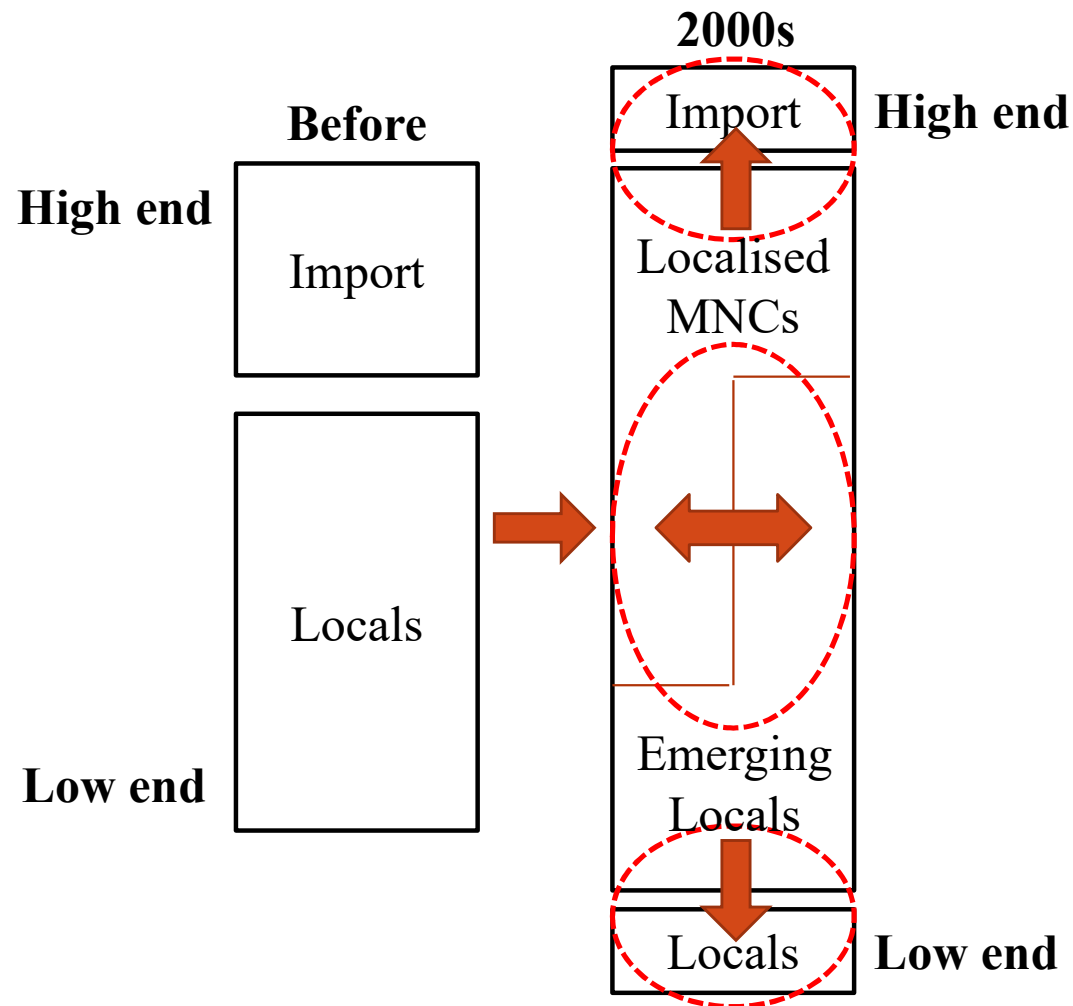 Before
High end
Import
Locals
Low end
2000s
Import
High end
Localised
MNCs
Emerging
Locals
Locals
Low end